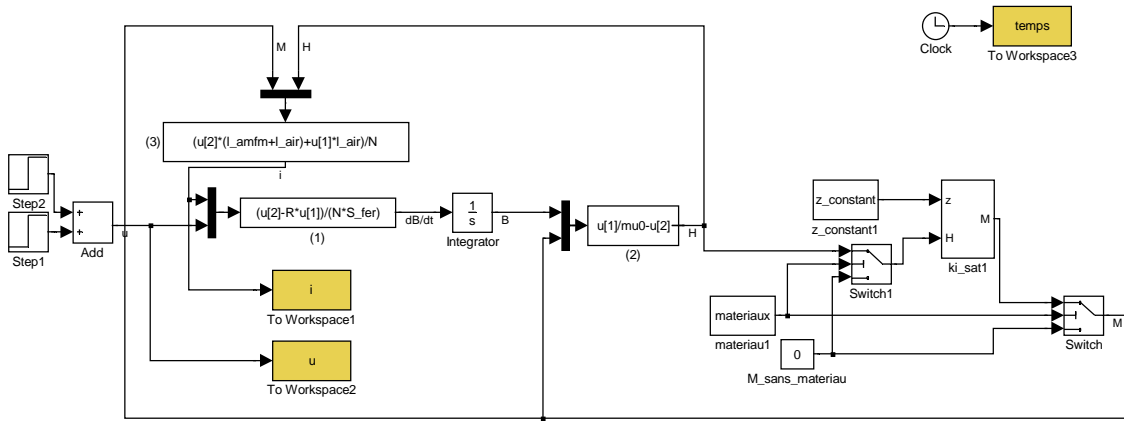 M
H
Clock
temps
To Workspace3
(3)
(u[2]*(l_amfm+l_air)+u[1]*l_air)/N
i
Step2
Step1
+
+
Add
u
(u[2]-R*u[1])/(N*S_fer)
(1)
dB/dt
1
s
Integrator
B
u[1]/mu0-u[2]
(2)
H
z_constant
z_constant1
z
H
M
ki_sat1
Switch1
materiaux
materiau1
0
M_sans_materiau
Switch
M
i
To Workspace1
u
To Workspace2